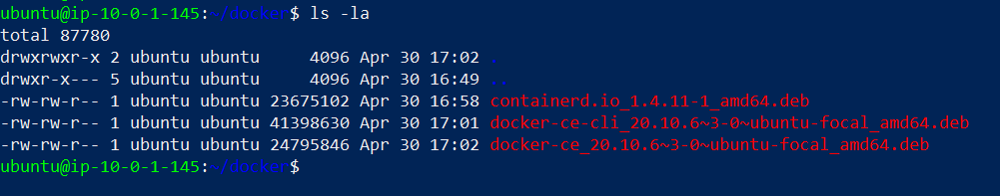 ubuntu@ip-10-0-1-145:~/docker$ ls -la
total 87780
drwxrwxr-x 2 ubuntu ubuntu     4096 Apr 30 17:02 .
drwxr-x--- 5 ubuntu ubuntu     4096 Apr 30 16:49 ..
-rw-rw-r-- 1 ubuntu ubuntu 23675102 Apr 30 16:58 containerd.io_1.4.11-1_amd64.deb
-rw-rw-r-- 1 ubuntu ubuntu 41398630 Apr 30 17:01 docker-ce-cli_20.10.6~3-0~ubuntu-focal_amd64.deb
-rw-rw-r-- 1 ubuntu ubuntu 24795846 Apr 30 17:02 docker-ce_20.10.6~3-0~ubuntu-focal_amd64.deb
ubuntu@ip-10-0-1-145:~/docker$